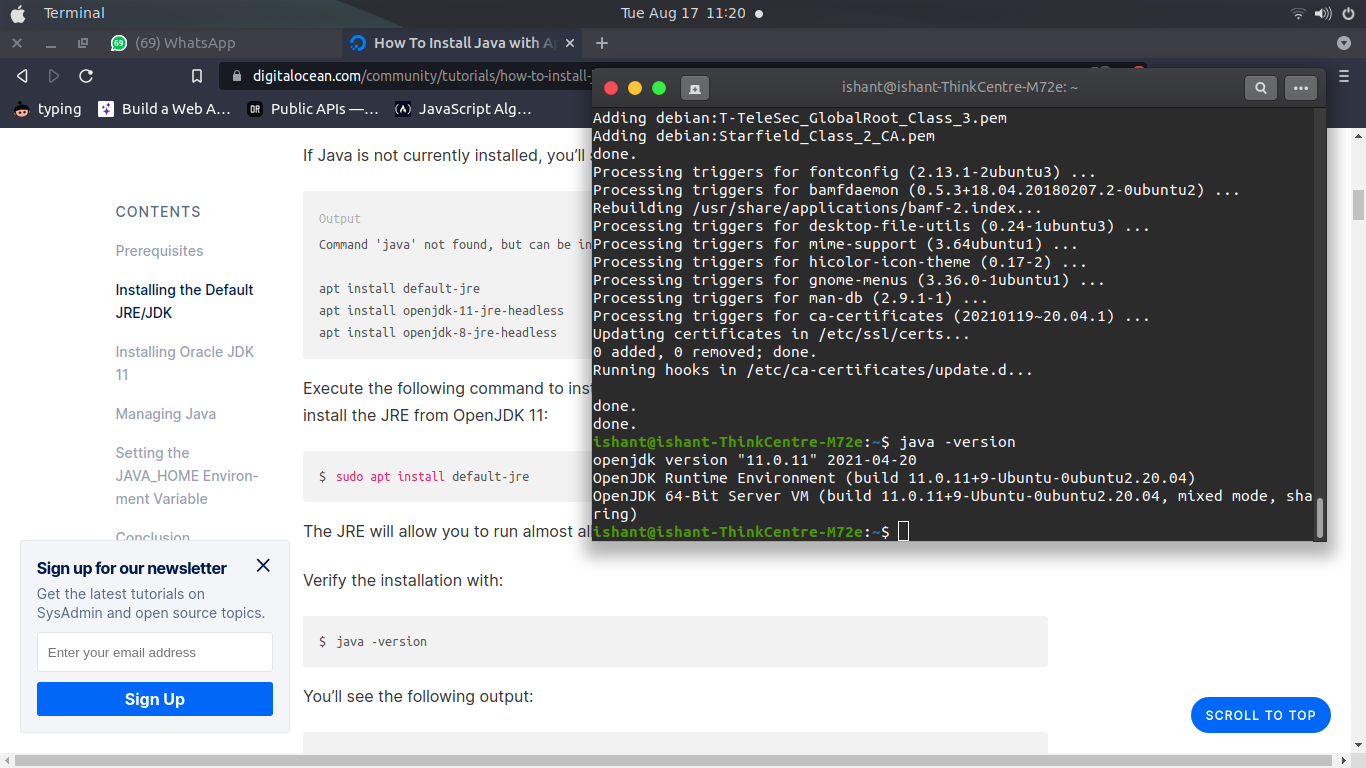 Terminal
Tue Aug 17 11:20
69
(69) WhatsApp
How To Install Java with Ap
digitalocean.com/community/tutorials/how-to-install-
typing
Build a Web A...
DR
Public APIs —...
JavaScript Alg...
CONTENTS
Prerequisites
Installing the Default
JRE/JDK
Installing Oracle JDK
11
Managing Java
Setting the
JAVA_HOME Environ-
ment Variable
Conclusion
Sign up for our newsletter
Get the latest tutorials on
SysAdmin and open source topics.
Enter your email address
Sign Up
If Java is not currently installed, you'll s
Output
Command 'java' not found, but can be in
apt install default-jre
apt install openjdk-11-jre-headless
apt install openjdk-8-jre-headless
Execute the following command to inst
install the JRE from OpenJDK 11:
$ sudo apt install default-jre
The JRE will allow you to run almost al
Verify the installation with:
$ java -version
You'll see the following output:
SCROLL TO TOP
ishant@ishant-ThinkCentre-M72e: ~
Adding debian:T-TeleSec_GlobalRoot_Class_3.pem
Adding debian:Starfield_Class_2_CA.pem
done.
Processing triggers for fontconfig (2.13.1-2ubuntu3) ...
Processing triggers for bamfdaemon (0.5.3+18.04.20180207.2-0ubuntu2) ...
Rebuilding /usr/share/applications/bamf-2.index...
Processing triggers for desktop-file-utils (0.24-1ubuntu3) ...
Processing triggers for mime-support (3.64ubuntu1) ...
Processing triggers for hicolor-icon-theme (0.17-2) ...
Processing triggers for gnome-menus (3.36.0-1ubuntu1) ...
Processing triggers for man-db (2.9.1-1) ...
Processing triggers for ca-certificates (20210119~20.04.1) ...
Updating certificates in /etc/ssl/certs...
0 added, 0 removed; done.
Running hooks in /etc/ca-certificates/update.d...
done.
done.
ishant@ishant-ThinkCentre-M72e:~$ java -version
openjdk version "11.0.11" 2021-04-20
OpenJDK Runtime Environment (build 11.0.11+9-Ubuntu-0ubuntu2.20.04)
OpenJDK 64-Bit Server VM (build 11.0.11+9-Ubuntu-0ubuntu2.20.04, mixed mode, sha
ring)
ishant@ishant-ThinkCentre-M72e:~$